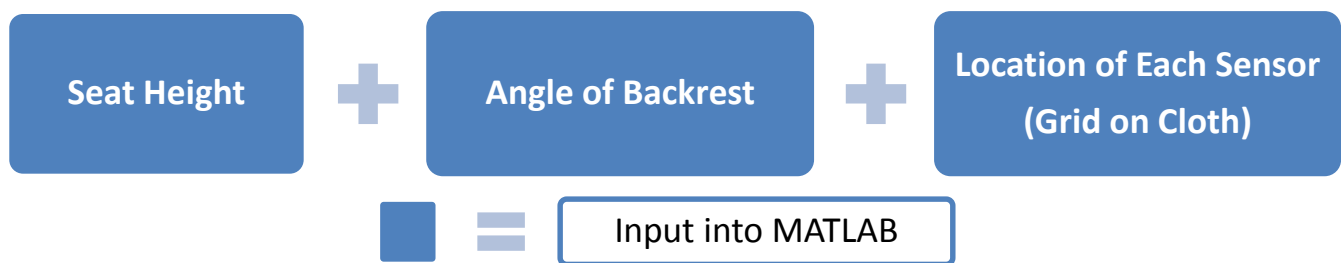 Seat Height
Angle of Backrest
Location of Each Sensor
(Grid on Cloth)
Input into MATLAB